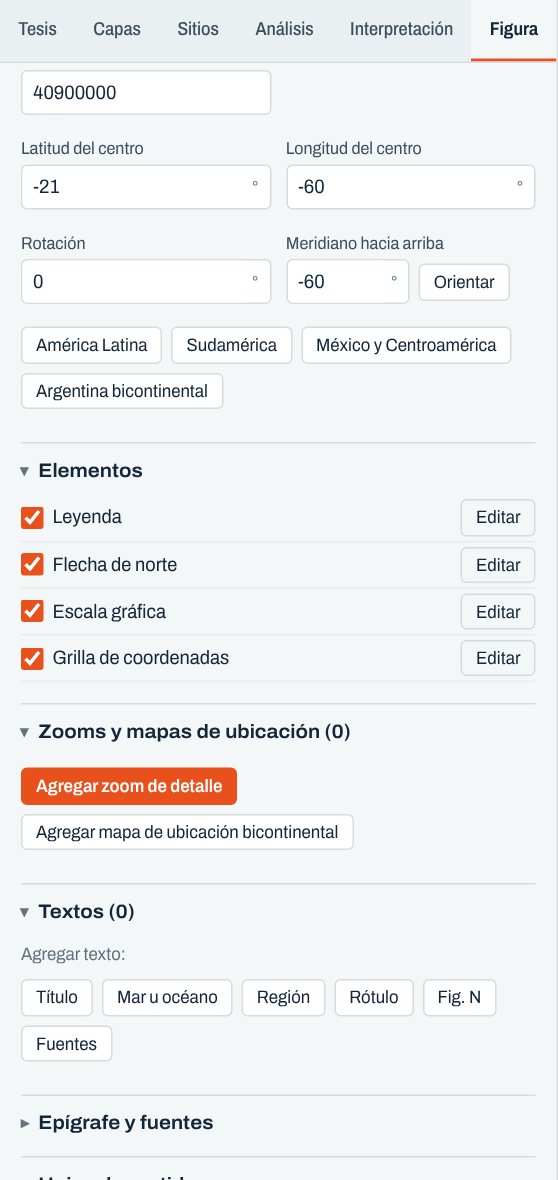 Tesis Capas Sitios Análisis Interpretación Figura
40900000
Latitud del centro Longitud del centro
-21 ° -60 °
Rotación Meridiano hacia arriba
0 ° -60 ° Orientar
América Latina Sudamérica México y Centroamérica
Argentina bicontinental
▼ Elementos
Leyenda Editar
Flecha de norte Editar
Escala gráfica Editar
Grilla de coordenadas Editar
▼ Zooms y mapas de ubicación (0)
Agregar zoom de detalle
Agregar mapa de ubicación bicontinental
▼ Textos (0)
Agregar texto:
Título Mar u océano Región Rótulo Fig. N
Fuentes
► Epígrafe y fuentes